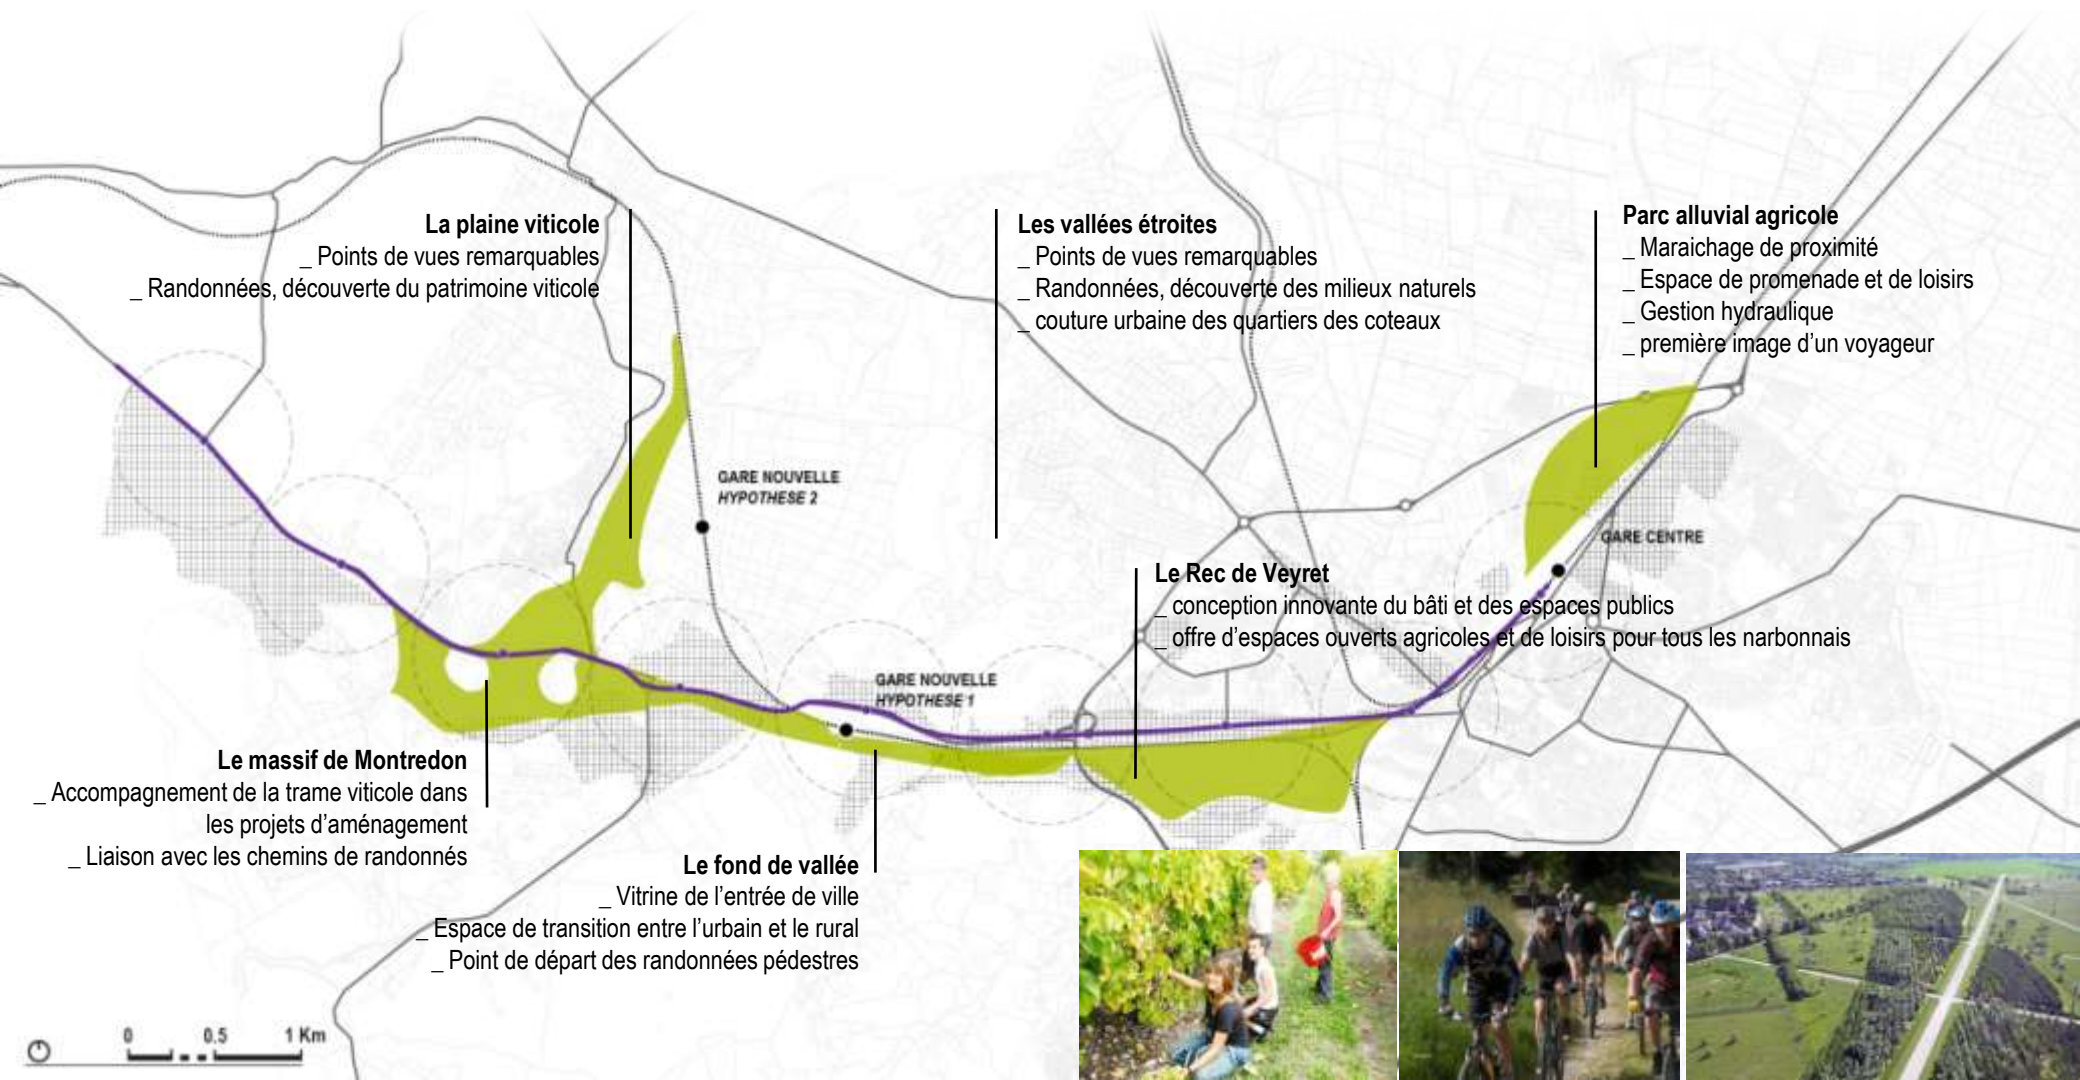 La plaine viticole
_ Points de vues remarquables
_ Randonnées, découverte du patrimoine viticole
Les vallées étroites
_ Points de vues remarquables
_ Randonnées, découverte des milieux naturels
_ couture urbaine des quartiers des coteaux
Parc alluvial agricole
_ Maraichage de proximité
_ Espace de promenade et de loisirs
_ Gestion hydraulique
_ première image d’un voyageur
GARE NOUVELLE
HYPOTHESE 2
GARE CENTRE
Le Rec de Veyret
_ conception innovante du bâti et des espaces publics
_ offre d’espaces ouverts agricoles et de loisirs pour tous les narbonnais
GARE NOUVELLE
HYPOTHESE 1
Le massif de Montredon
_ Accompagnement de la trame viticole dans
les projets d’aménagement
_ Liaison avec les chemins de randonnés
Le fond de vallée
_ Vitrine de l’entrée de ville
_ Espace de transition entre l’urbain et le rural
_ Point de départ des randonnées pédestres
0 0.5 1 Km